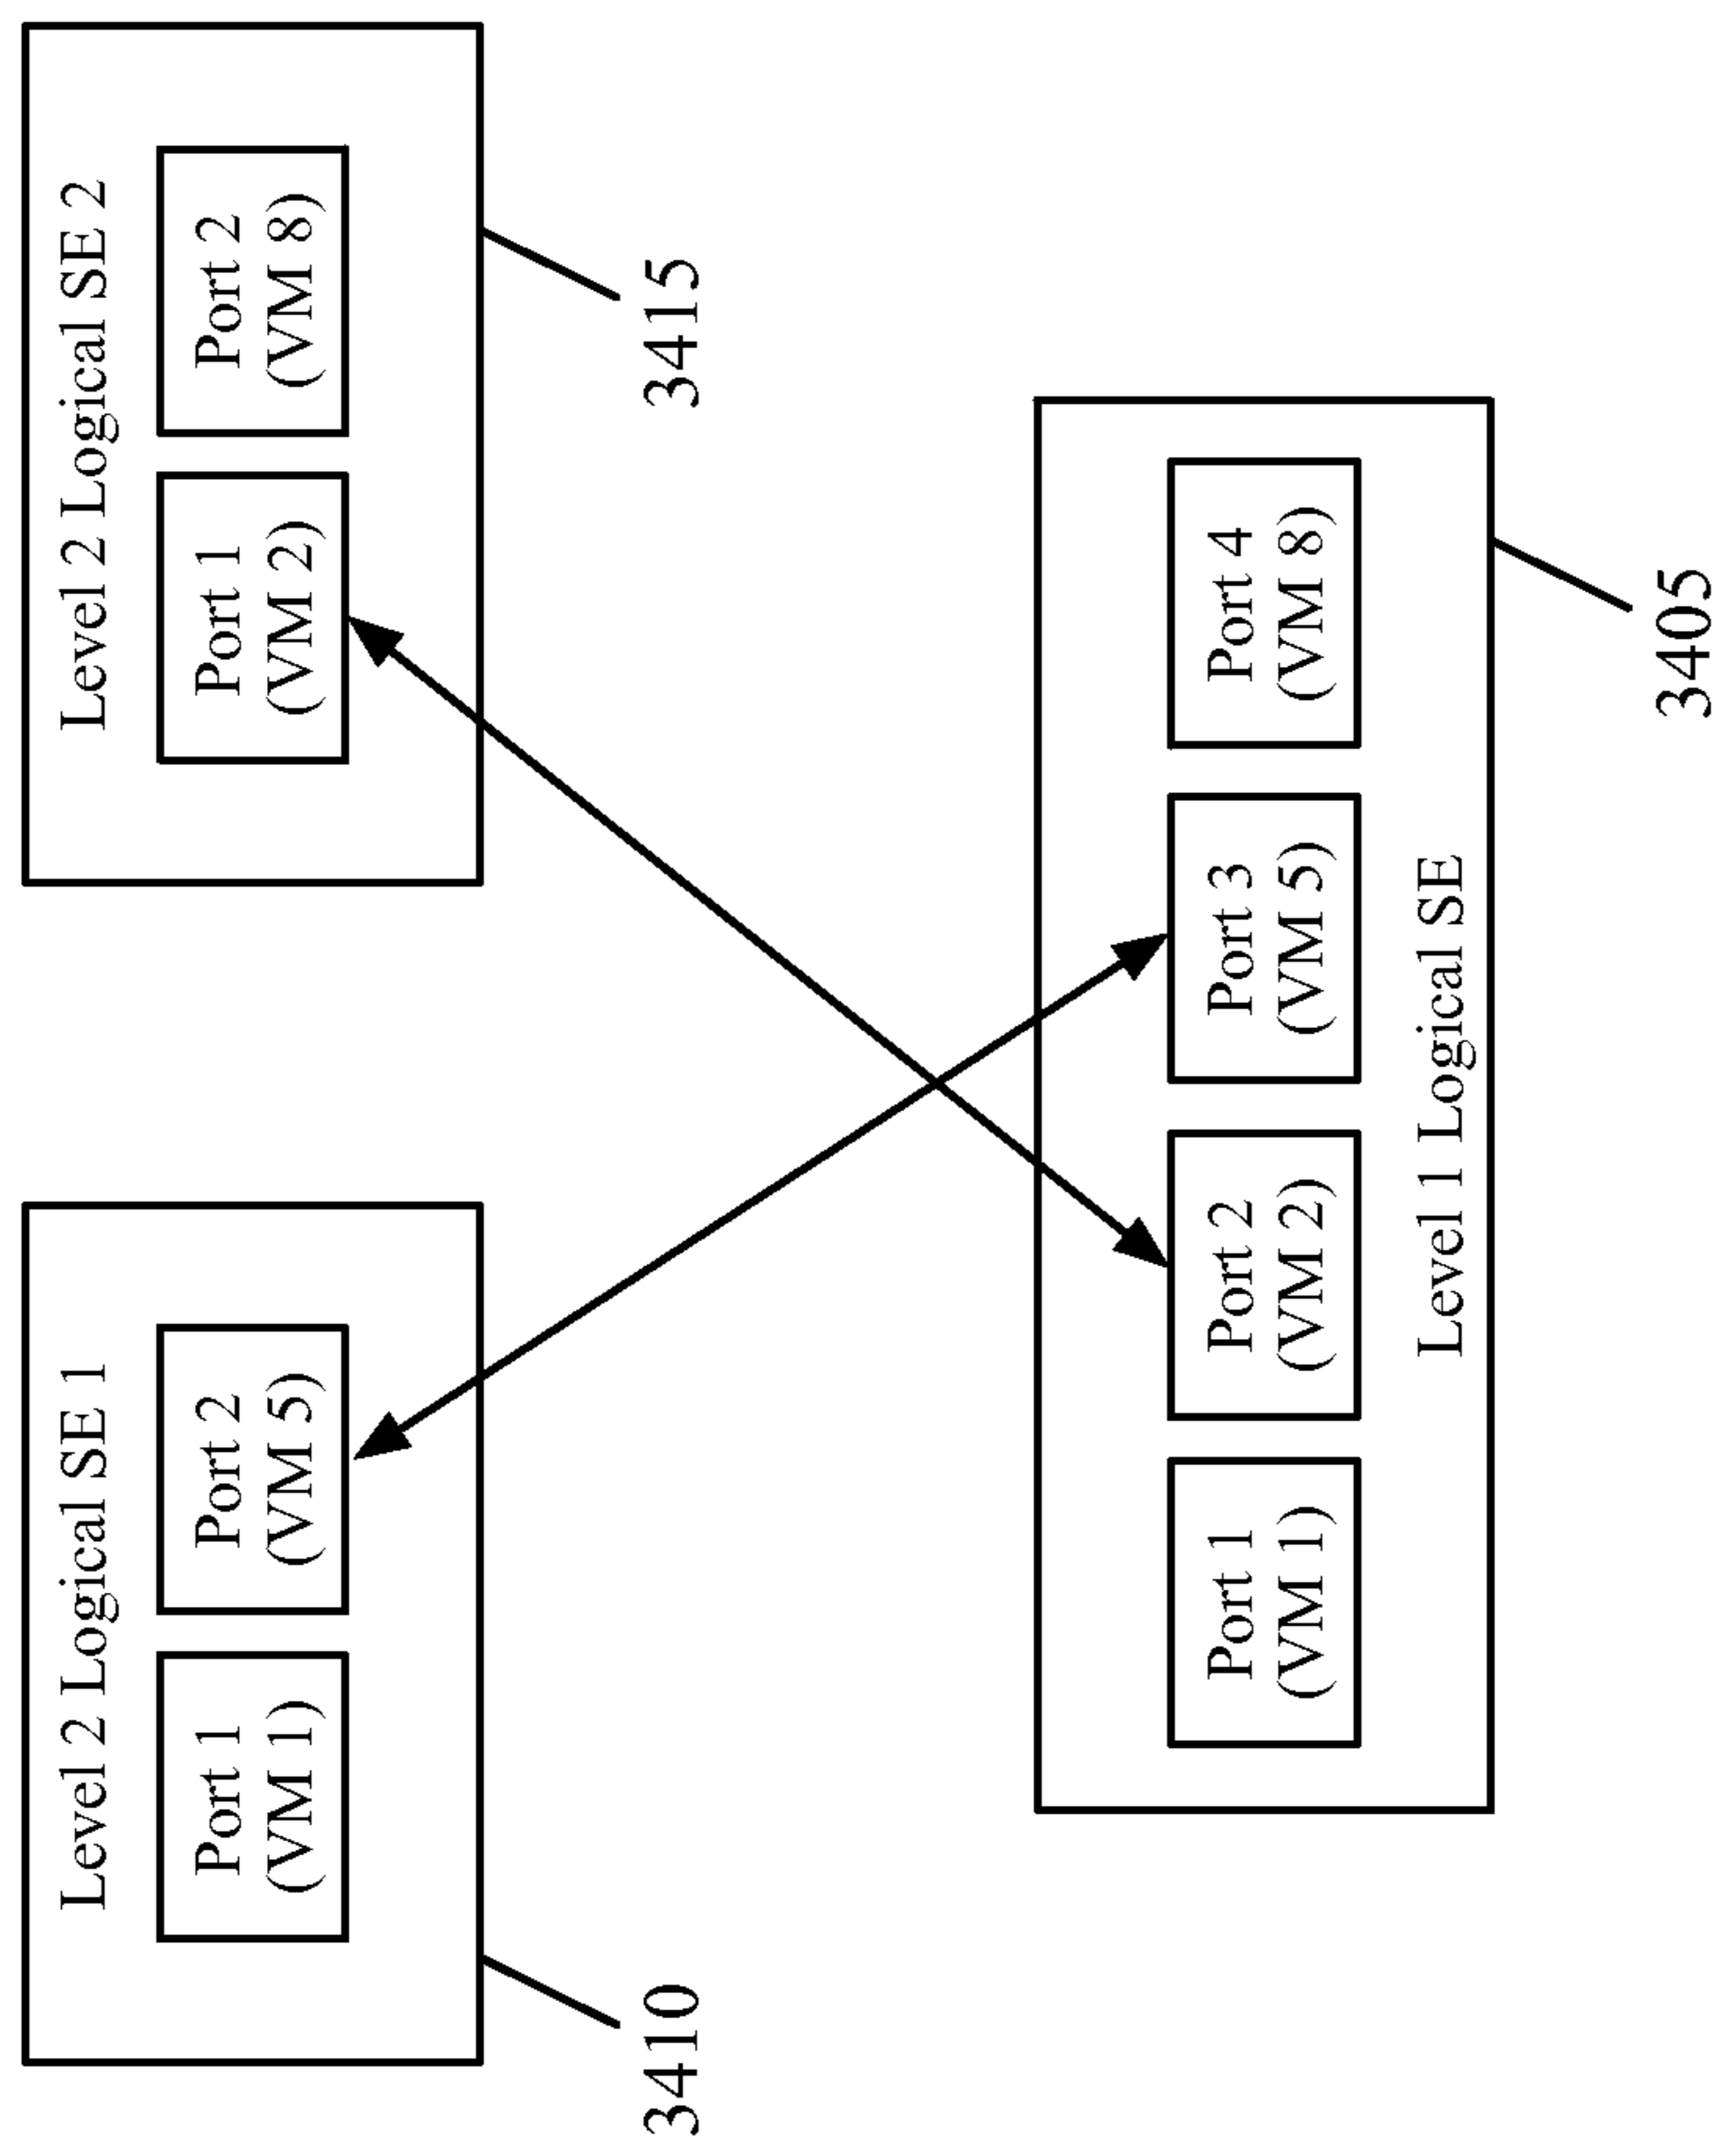 Level 2 Logical SE 1
Port 1
(VM 1)
Port 2
(VM 5)
3410
Level 2 Logical SE 2
Port 1
(VM 2)
Port 2
(VM 8)
3415
Port 1
(VM 1)
Port 2
(VM 2)
Port 3
(VM 5)
Port 4
(VM 8)
Level 1 Logical SE
3405